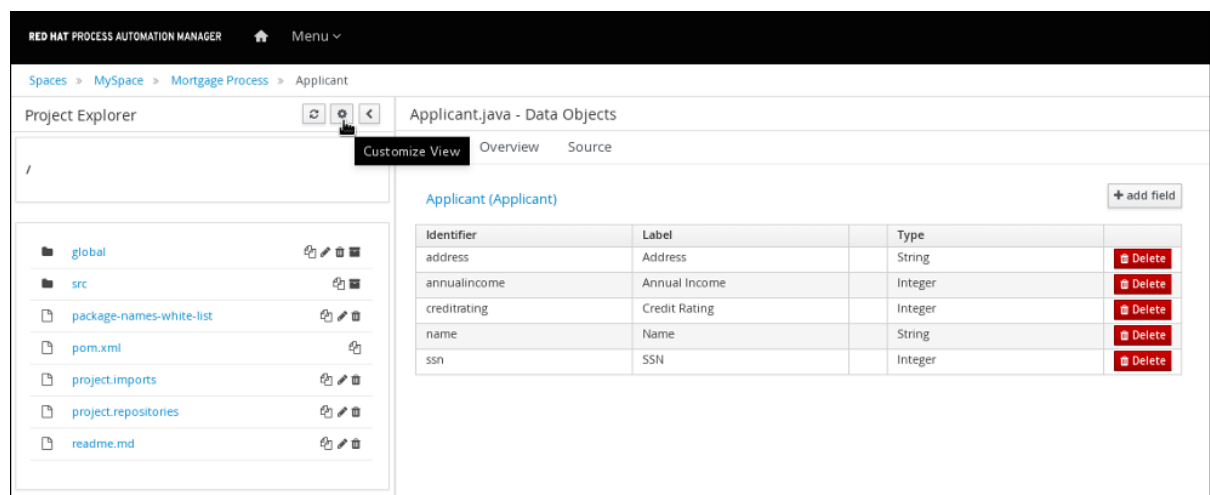 RED HAT PROCESS AUTOMATION MANAGER Menu
Spaces » MySpace » Mortgage Process » Applicant
Project Explorer
Customize View
/
global
src
package-names-white-list
pom.xml
project.imports
project.repositories
readme.md
Applicant.java - Data Objects
Overview Source
Applicant (Applicant)
+ add field
Identifier Label Type
address Address String Delete
annualincome Annual Income Integer Delete
creditrating Credit Rating Integer Delete
name Name String Delete
ssn SSN Integer Delete